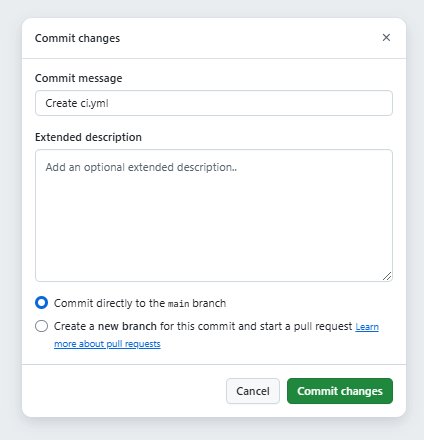 Commit changes
Commit message
Create ci.yml
Extended description
Add an optional extended description..
Commit directly to the main branch
Create a new branch for this commit and start a pull request Learn
more about pull requests
Cancel
Commit changes